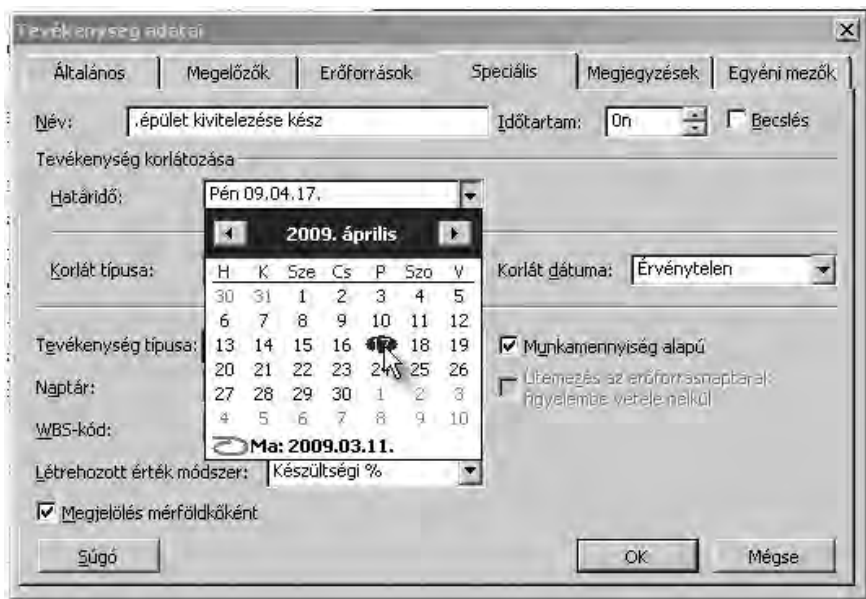 Tevékenység adatai
Általános Megelőzők Erőforrások Speciális Megjegyzések Egyéni mezők
Név: .épület kivitelezése kész Időtartam: 0n Becslés
Tevékenység korlátozása
Határidő: Pén 09.04.17.
2009. április
Korlát típusa: Korlát dátuma: Érvénytelen
H K Sze Cs P Szo V
30 31 1 2 3 4 5
6 7 8 9 10 11 12
Tevékenység típusa: 13 14 15 16 17 18 19 Munkamennyiség alapú
20 21 22 23 24 25 26
Naptár: 27 28 29 30 1 2 3 Ütemezés az erőforrásnaptárak
figyelembe vétele nélkül
4 5 6 7 8 9 10
WBS-kód:
Ma: 2009.03.11.
Létrehozott érték módszer: Készültségi %
Megjelölés mérföldkőként
Súgó OK Mégse